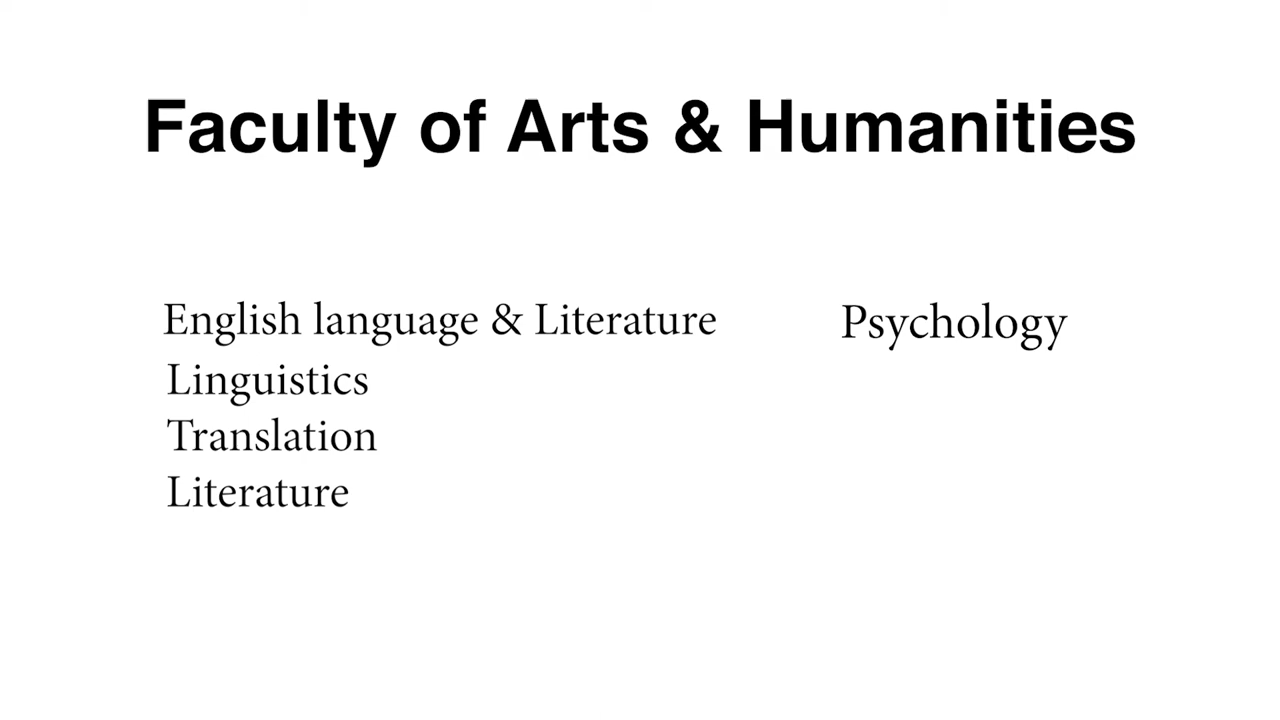 Faculty of Arts & Humanities
English language & Literature
Linguistics
Translation
Literature
Psychology